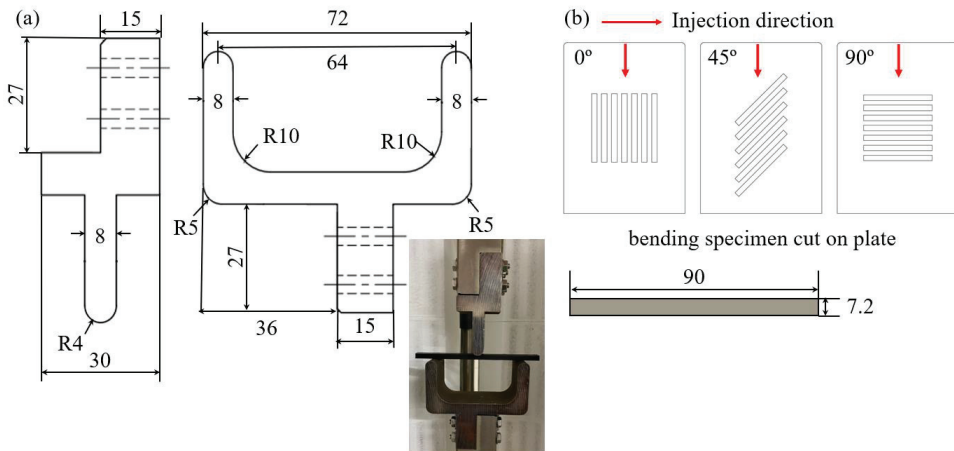 (a)
15
27
8
R4
30
72
64
8
8
R10
R10
R5
R5
27
36
15
(b)
Injection direction
0º
45º
90º
bending specimen cut on plate
90
7.2